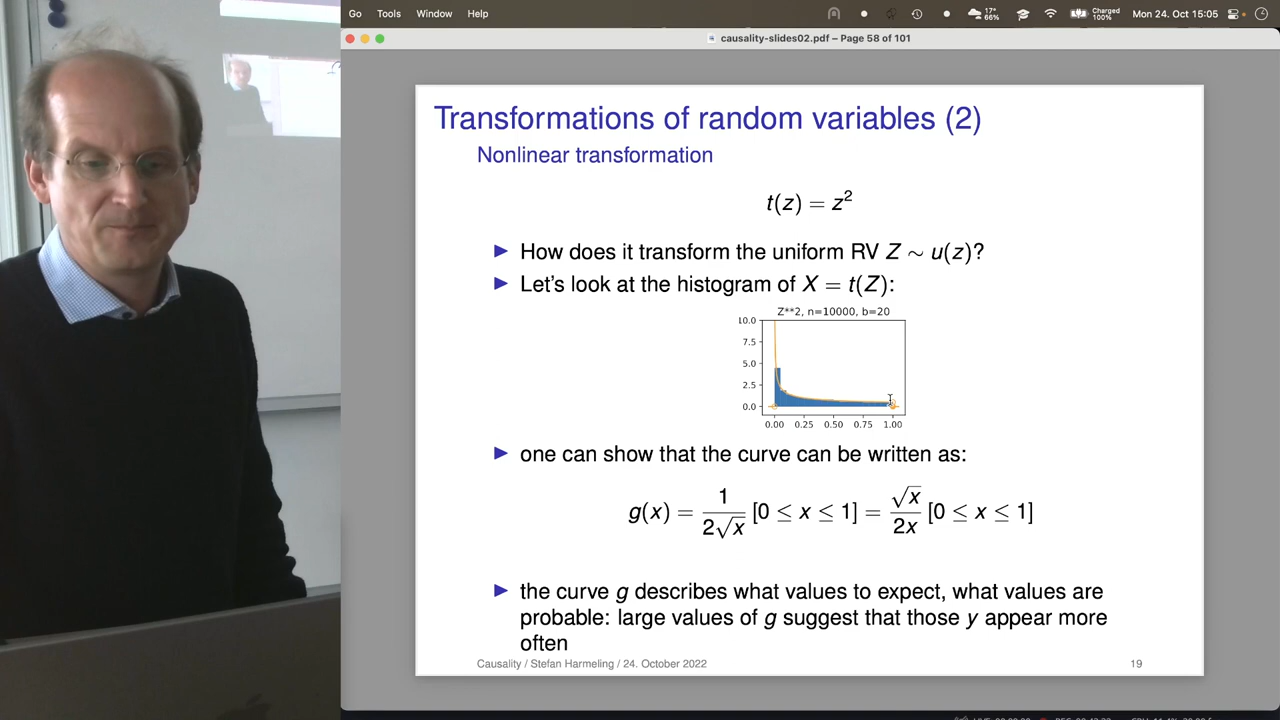 Go Tools Window Help
17° 66% Charged 100% Mon 24. Oct 15:05
causality-slides02.pdf – Page 58 of 101
Transformations of random variables (2)
Nonlinear transformation
t(z) = z²
▶ How does it transform the uniform RV Z ∼ u(z)?
▶ Let's look at the histogram of X = t(Z):
Z**2, n=10000, b=20
10.0
7.5
5.0
2.5
0.0
0.00 0.25 0.50 0.75 1.00
▶ one can show that the curve can be written as:
g(x) = 1/(2√x) [0 ≤ x ≤ 1] = √x/(2x) [0 ≤ x ≤ 1]
▶ the curve g describes what values to expect, what values are
probable: large values of g suggest that those y appear more
often
Causality / Stefan Harmeling / 24. October 2022 19